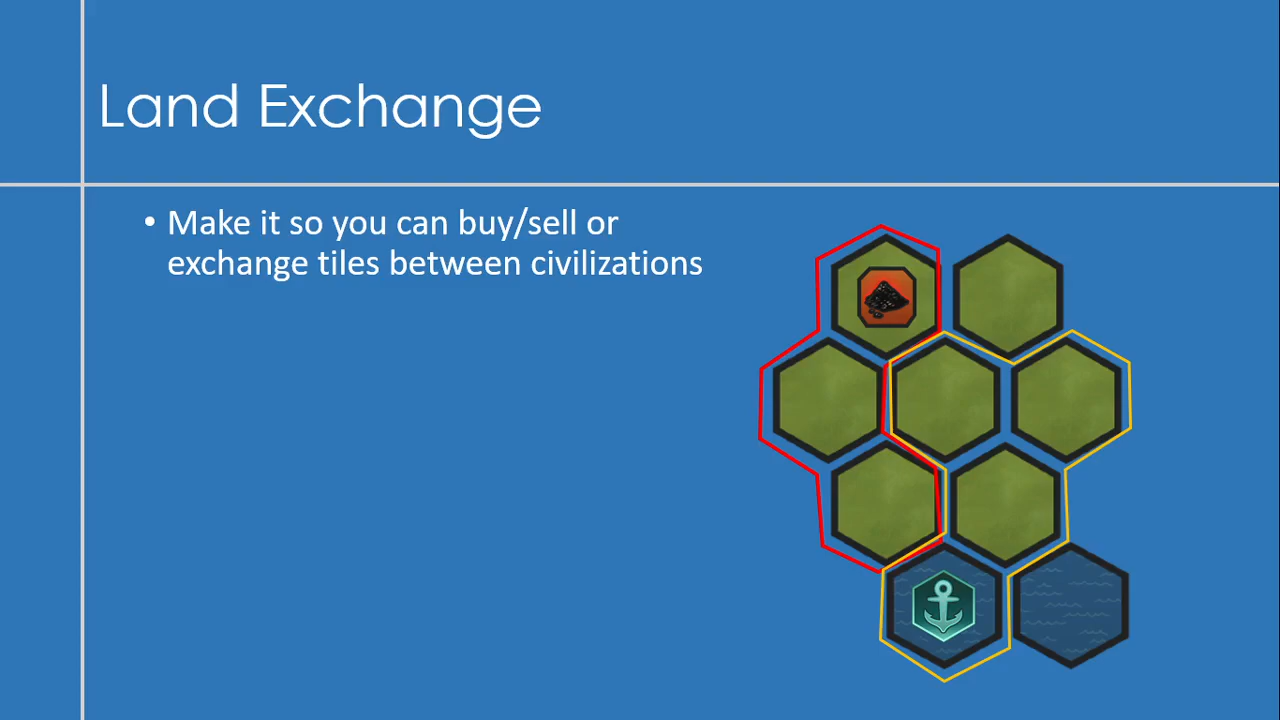 Land Exchange
• Make it so you can buy/sell or
exchange tiles between civilizations